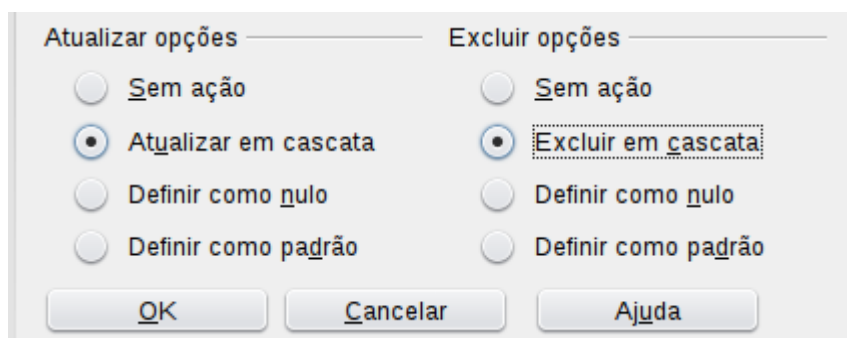 Atualizar opções
Sem ação
Atualizar em cascata
Definir como nulo
Definir como padrão
Excluir opções
Sem ação
Excluir em cascata
Definir como nulo
Definir como padrão
OK
Cancelar
Ajuda